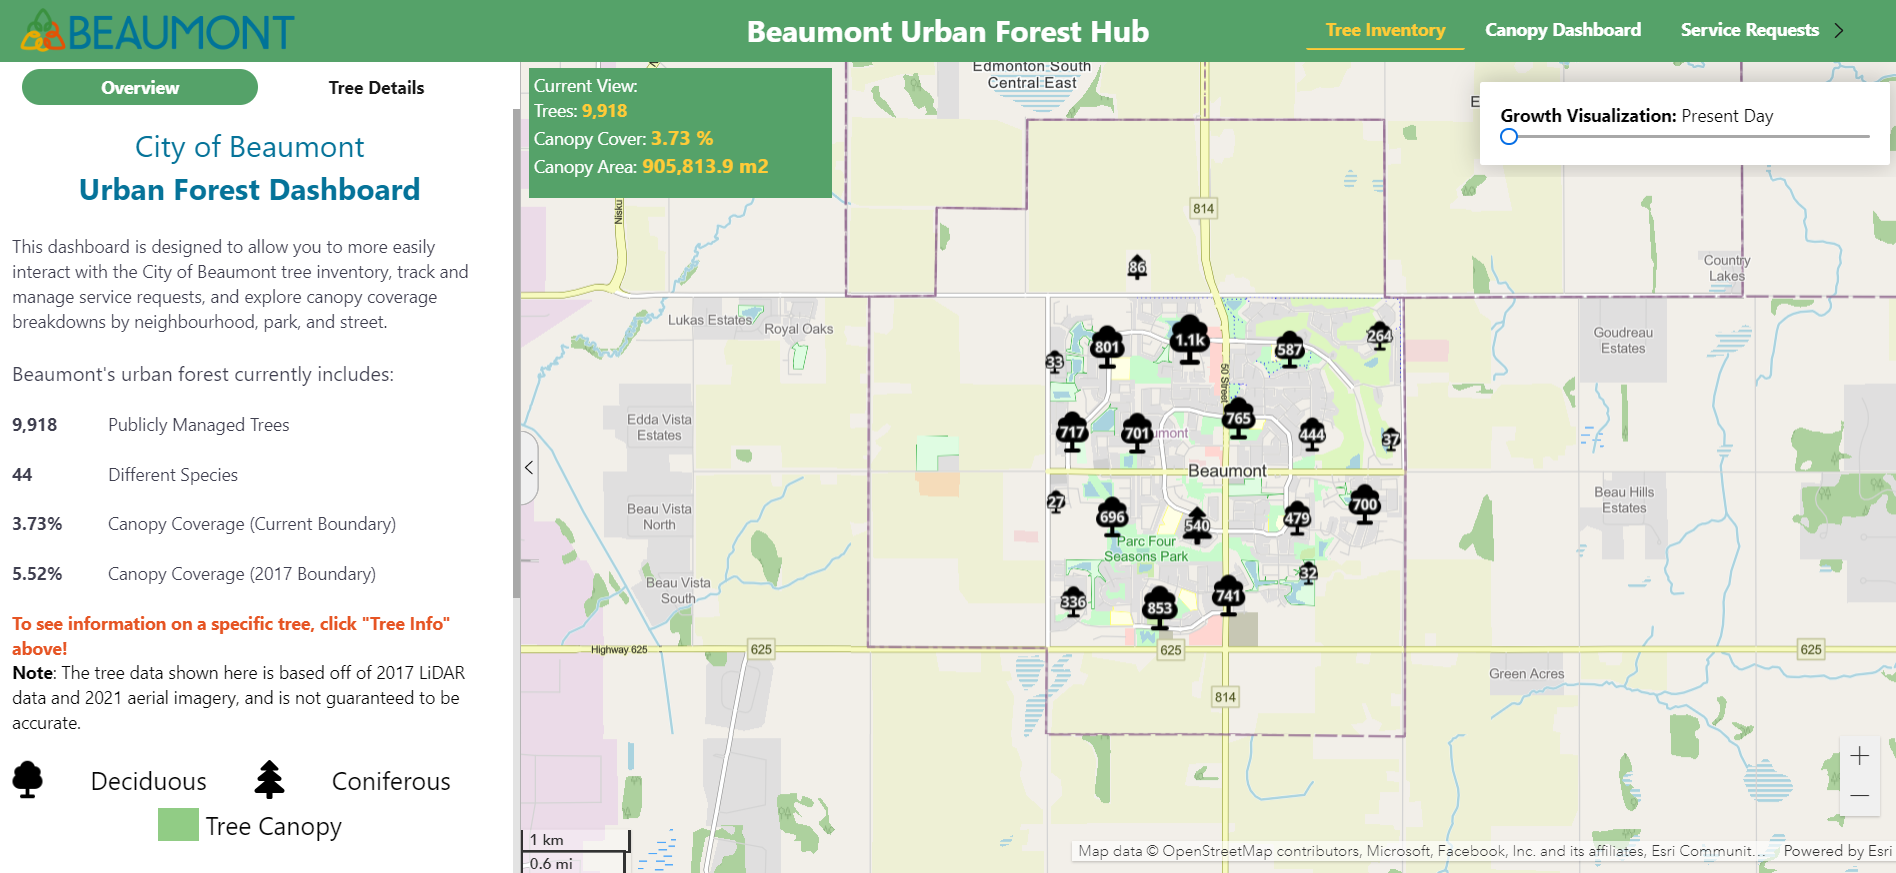 BEAUMONT
Beaumont Urban Forest Hub
Tree Inventory
Canopy Dashboard
Service Requests
Overview
Tree Details
City of Beaumont
Urban Forest Dashboard
This dashboard is designed to allow you to more easily
interact with the City of Beaumont tree inventory, track and
manage service requests, and explore canopy coverage
breakdowns by neighbourhood, park, and street.
Beaumont's urban forest currently includes:
9,918 Publicly Managed Trees
44 Different Species
3.73% Canopy Coverage (Current Boundary)
5.52% Canopy Coverage (2017 Boundary)
To see information on a specific tree, click "Tree Info"
above!
Note: The tree data shown here is based off of 2017 LiDAR
data and 2021 aerial imagery, and is not guaranteed to be
accurate.
Deciduous
Coniferous
Tree Canopy
Current View:
Trees: 9,918
Canopy Cover: 3.73 %
Canopy Area: 905,813.9 m2
Growth Visualization: Present Day
Edmonton South
Central East
Nisku
814
86
Country
Lakes
Lukas Estates
Royal Oaks
Goudreau
Estates
33
801
1.1k
587
264
50 Street
Edda Vista
Estates
717
701
umont
765
444
37
Beaumont
Beau Vista
North
27
696
540
479
700
Beau Hills
Estates
Parc Four
Seasons Park
Beau Vista
South
336
853
741
32
Highway 625
625
625
625
Green Acres
814
1 km
0.6 mi
Map data © OpenStreetMap contributors, Microsoft, Facebook, Inc. and its affiliates, Esri Communit...
Powered by Esri